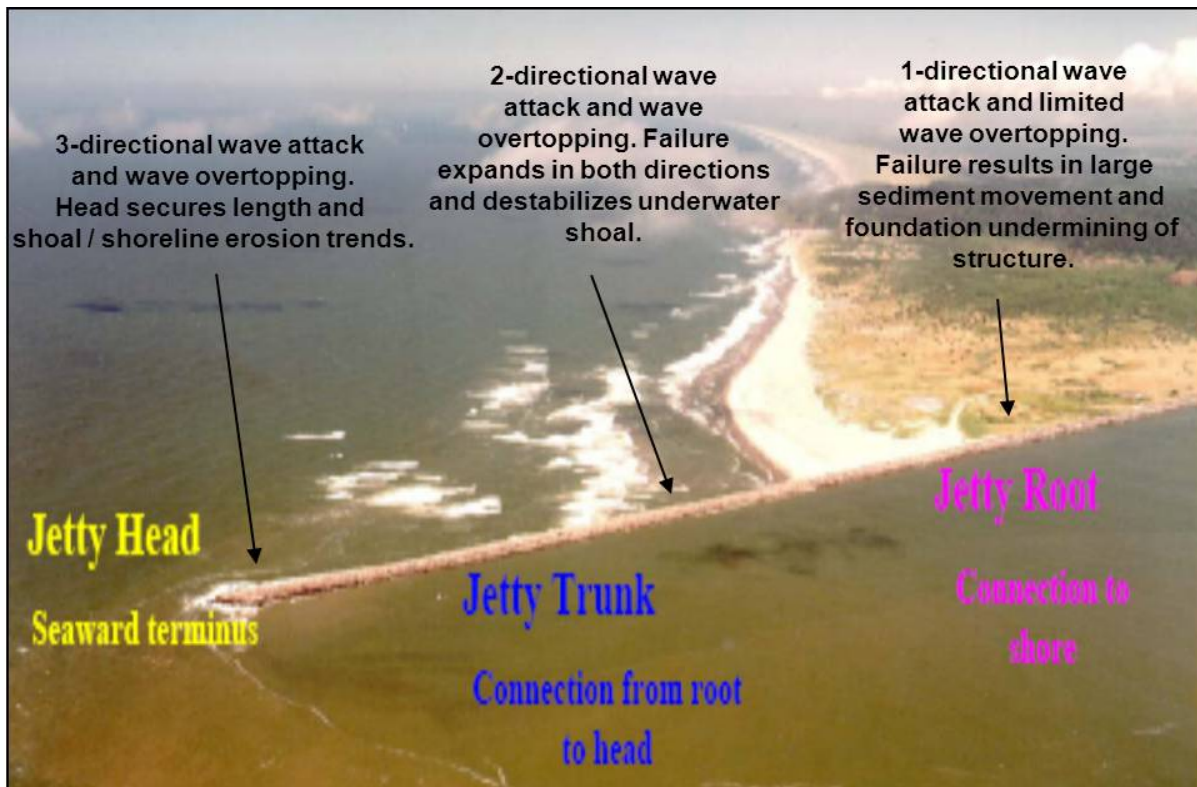 3-directional wave attack
and wave overtopping.
Head secures length and
shoal / shoreline erosion trends.
2-directional wave
attack and wave
overtopping. Failure
expands in both directions
and destabilizes underwater
shoal.
1-directional wave
attack and limited
wave overtopping.
Failure results in large
sediment movement and
foundation undermining of
structure.
Jetty Head
Seaward terminus
Jetty Trunk
Connection from root
to head
Jetty Root
Connection to
shore